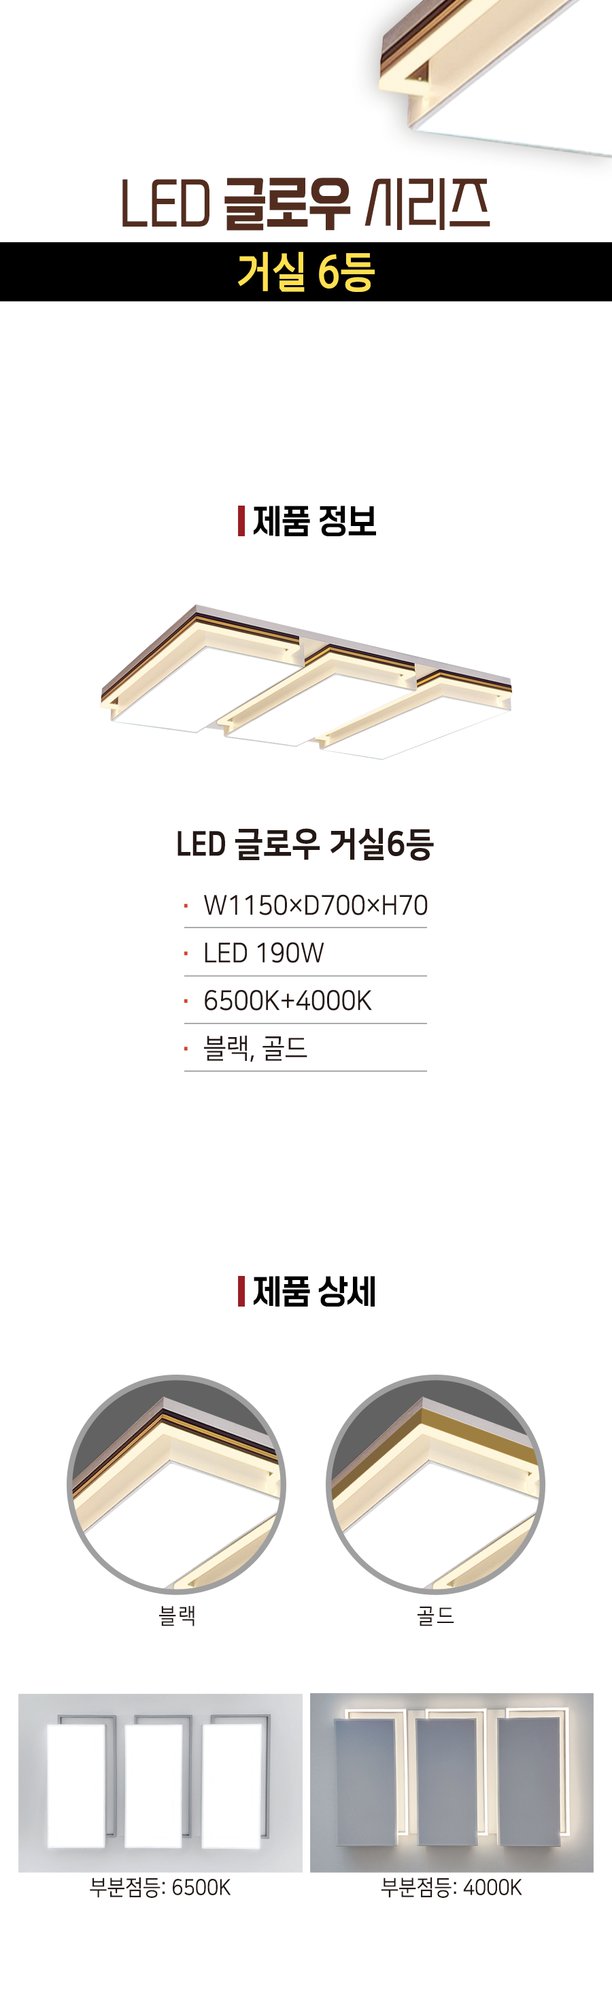 LED 글로우 시리즈
거실 6등
제품 정보
LED 글로우 거실6등
· W1150×D700×H70
· LED 190W
· 6500K+4000K
· 블랙, 골드
제품 상세
블랙
골드
부분점등: 6500K
부분점등: 4000K